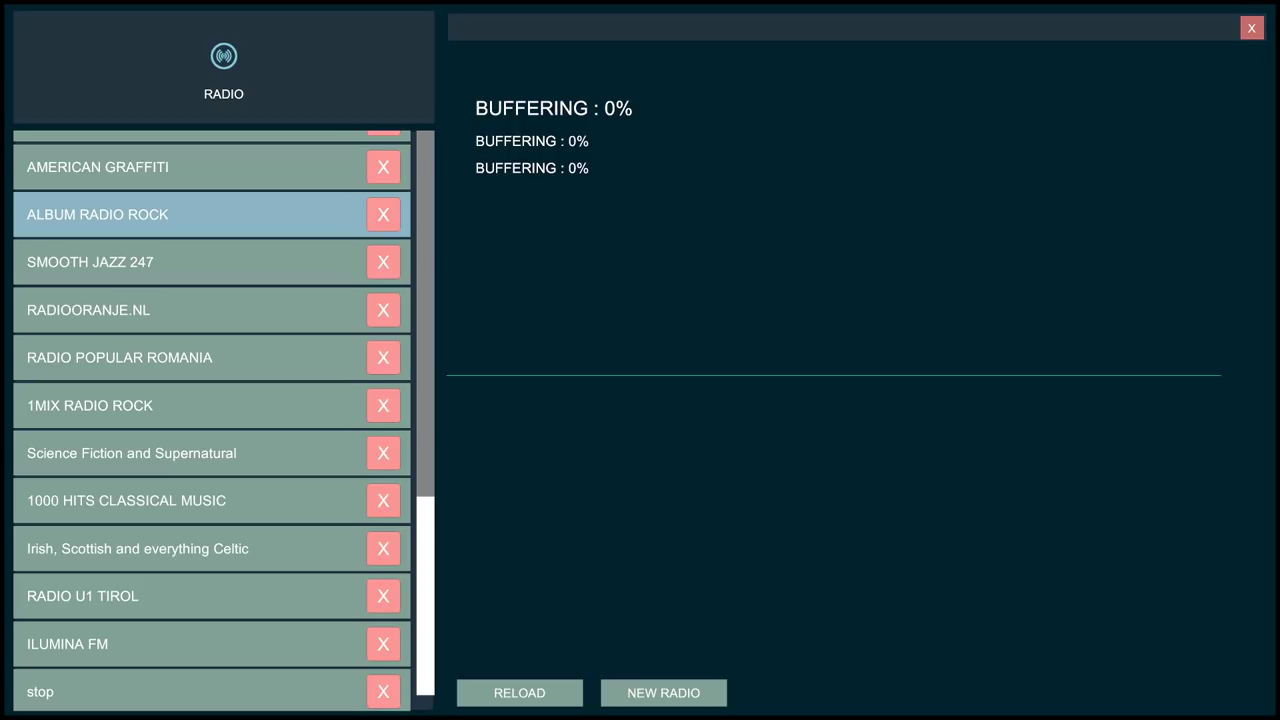 RADIO
AMERICAN GRAFFITI X
ALBUM RADIO ROCK X
SMOOTH JAZZ 247 X
RADIOORANJE.NL X
RADIO POPULAR ROMANIA X
1MIX RADIO ROCK X
Science Fiction and Supernatural X
1000 HITS CLASSICAL MUSIC X
Irish, Scottish and everything Celtic X
RADIO U1 TIROL X
ILUMINA FM X
stop X
X
BUFFERING : 0%
BUFFERING : 0%
BUFFERING : 0%
RELOAD
NEW RADIO